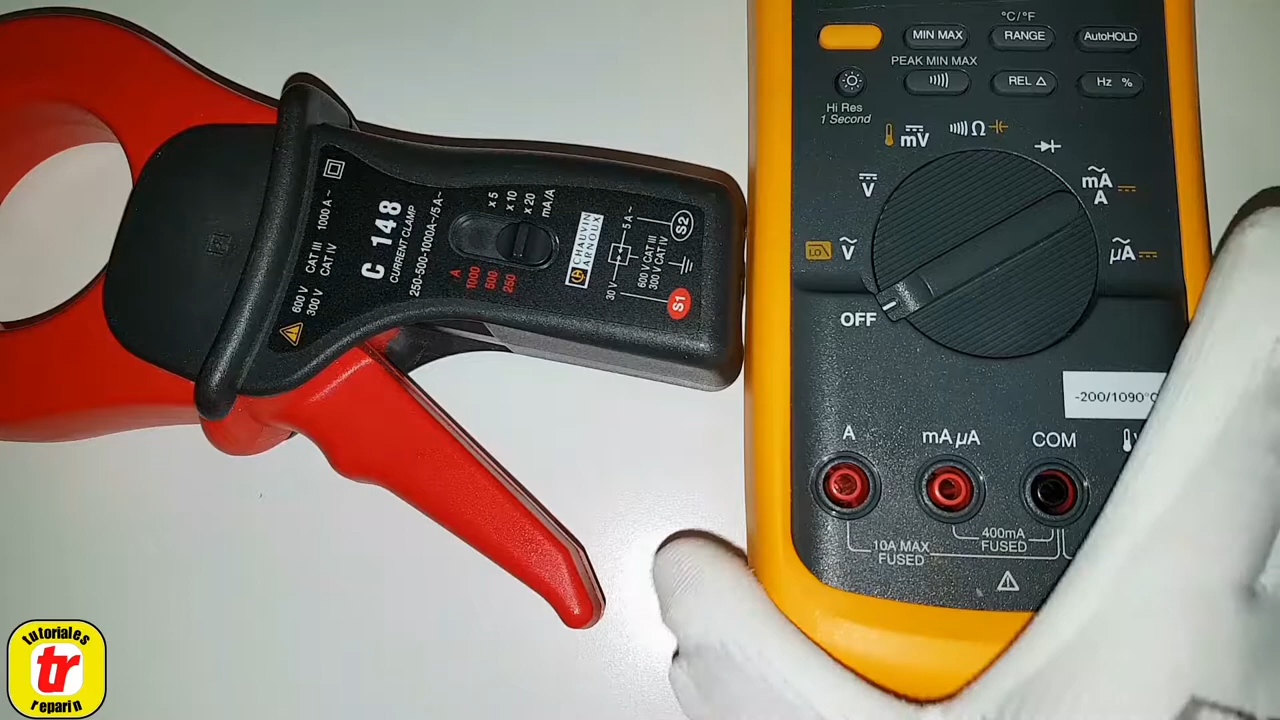 C 148
CURRENT CLAMP
250-500-1000A~/5 A~
600 V CAT III 1000 A~
300 V CAT IV
x 5
x 10
x 20
mA/A
A
1000
500
250
CHAUVIN
ARNOUX
5 A~
30 V
600 V CAT III
300 V CAT IV
S2
S1
°C/°F
MIN MAX
RANGE
AutoHOLD
PEAK MIN MAX
REL △
Hz %
Hi Res
1 Second
mV
Ω
V
mA
A
LO
V
µA
OFF
-200/1090°C
A
mA µA
COM
400mA
FUSED
10A MAX
FUSED
tutoriales
tr
reparin